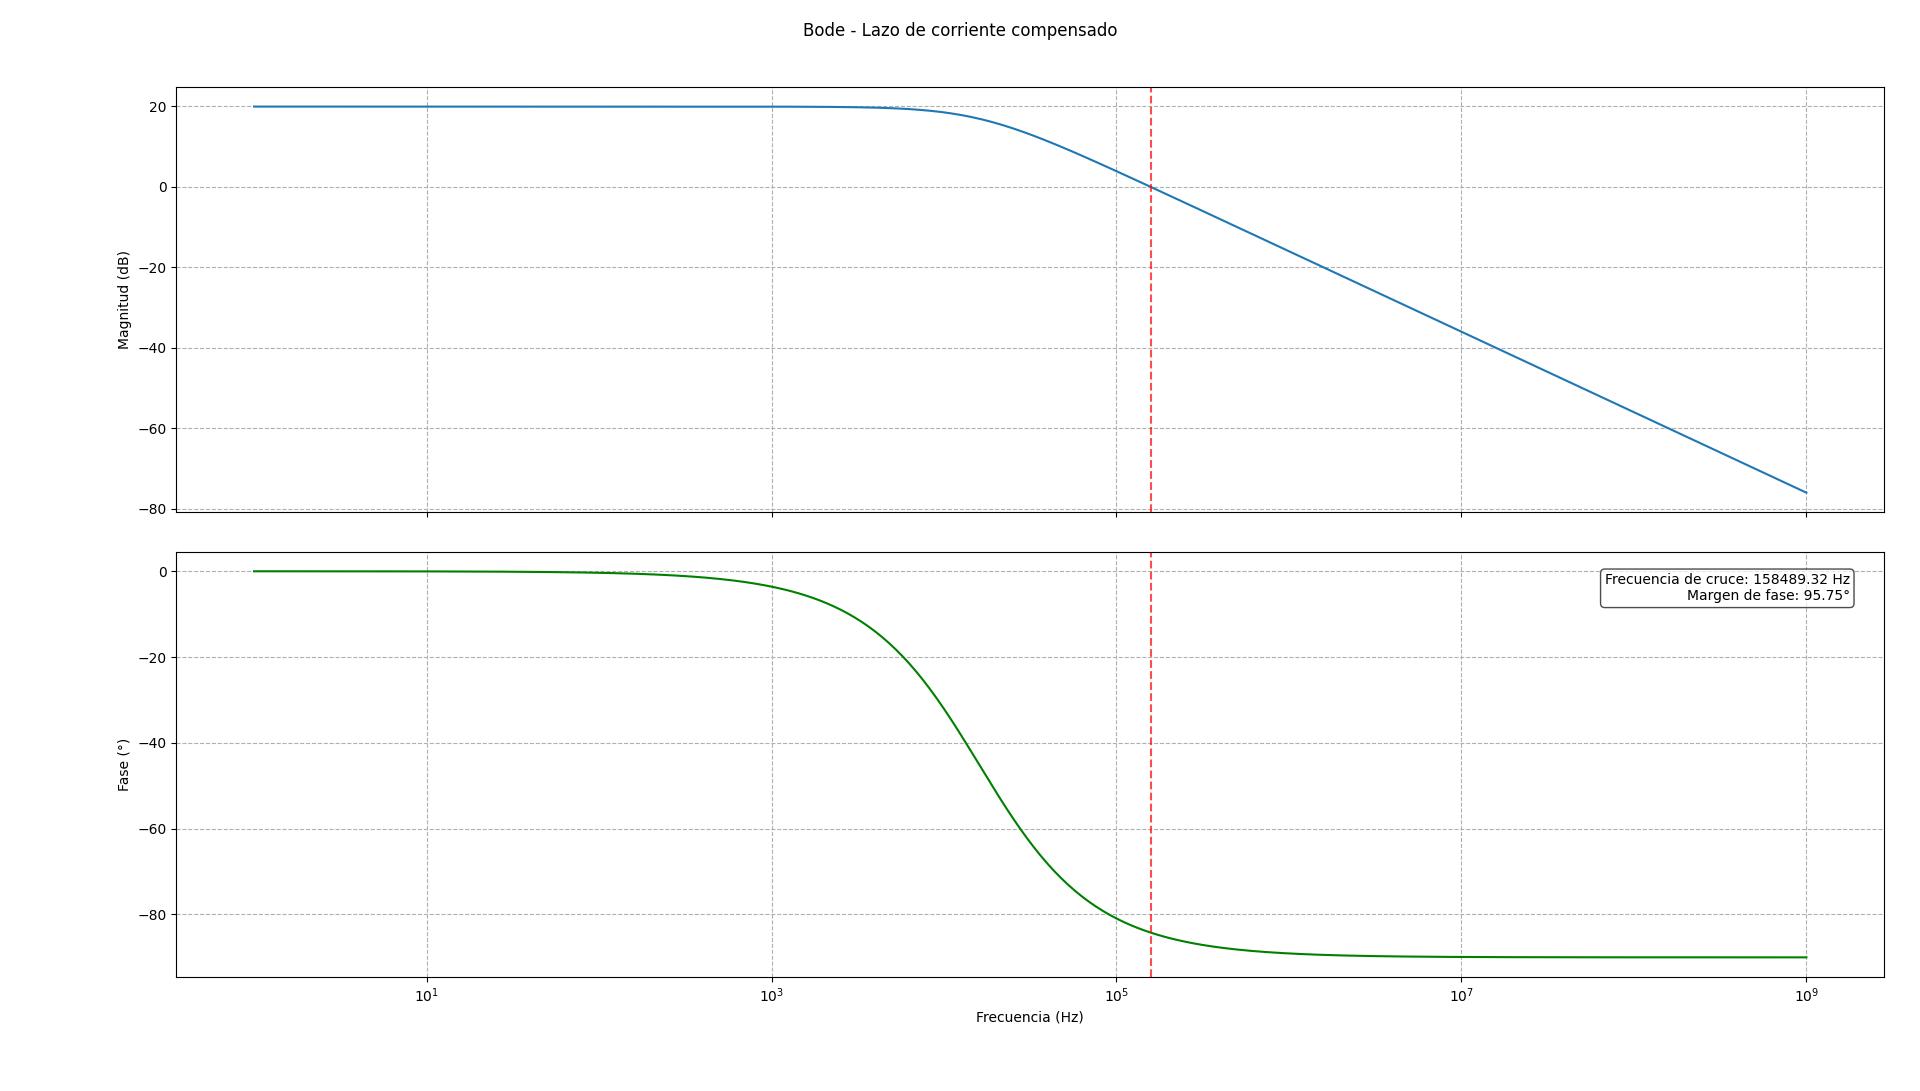 Bode - Lazo de corriente compensado
20
0
−20
−40
−60
−80
Magnitud (dB)
0
−20
−40
−60
−80
Fase (°)
Frecuencia de cruce: 158489.32 Hz
Margen de fase: 95.75°
10¹ 10³ 10⁵ 10⁷ 10⁹
Frecuencia (Hz)